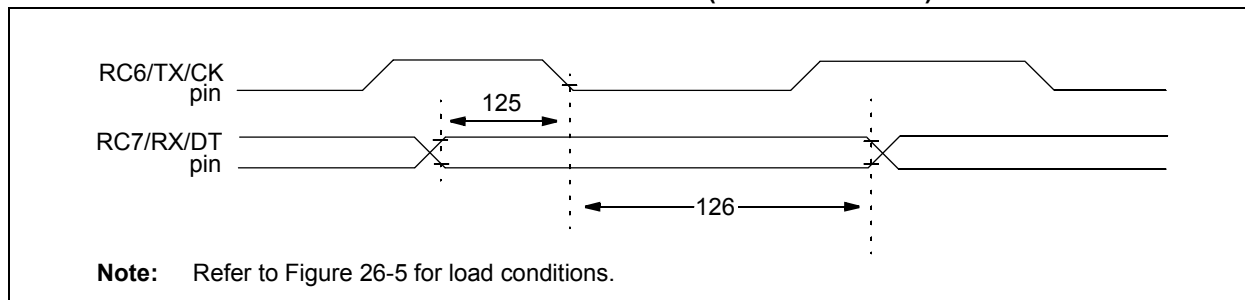 RC6/TX/CK
pin
125
RC7/RX/DT
pin
126
Note: Refer to Figure 26-5 for load conditions.